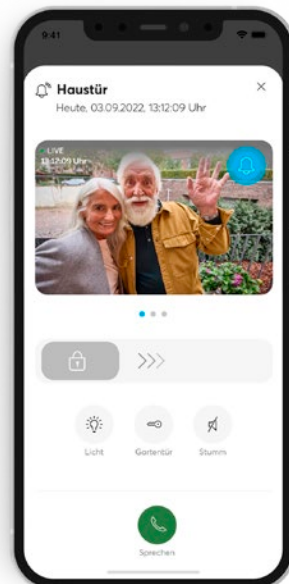 9:41
Haustür
Heute, 03.09.2022, 13:12:09 Uhr
LIVE
13:12:09 Uhr
Licht
Gartentür
Stumm
Sprechen